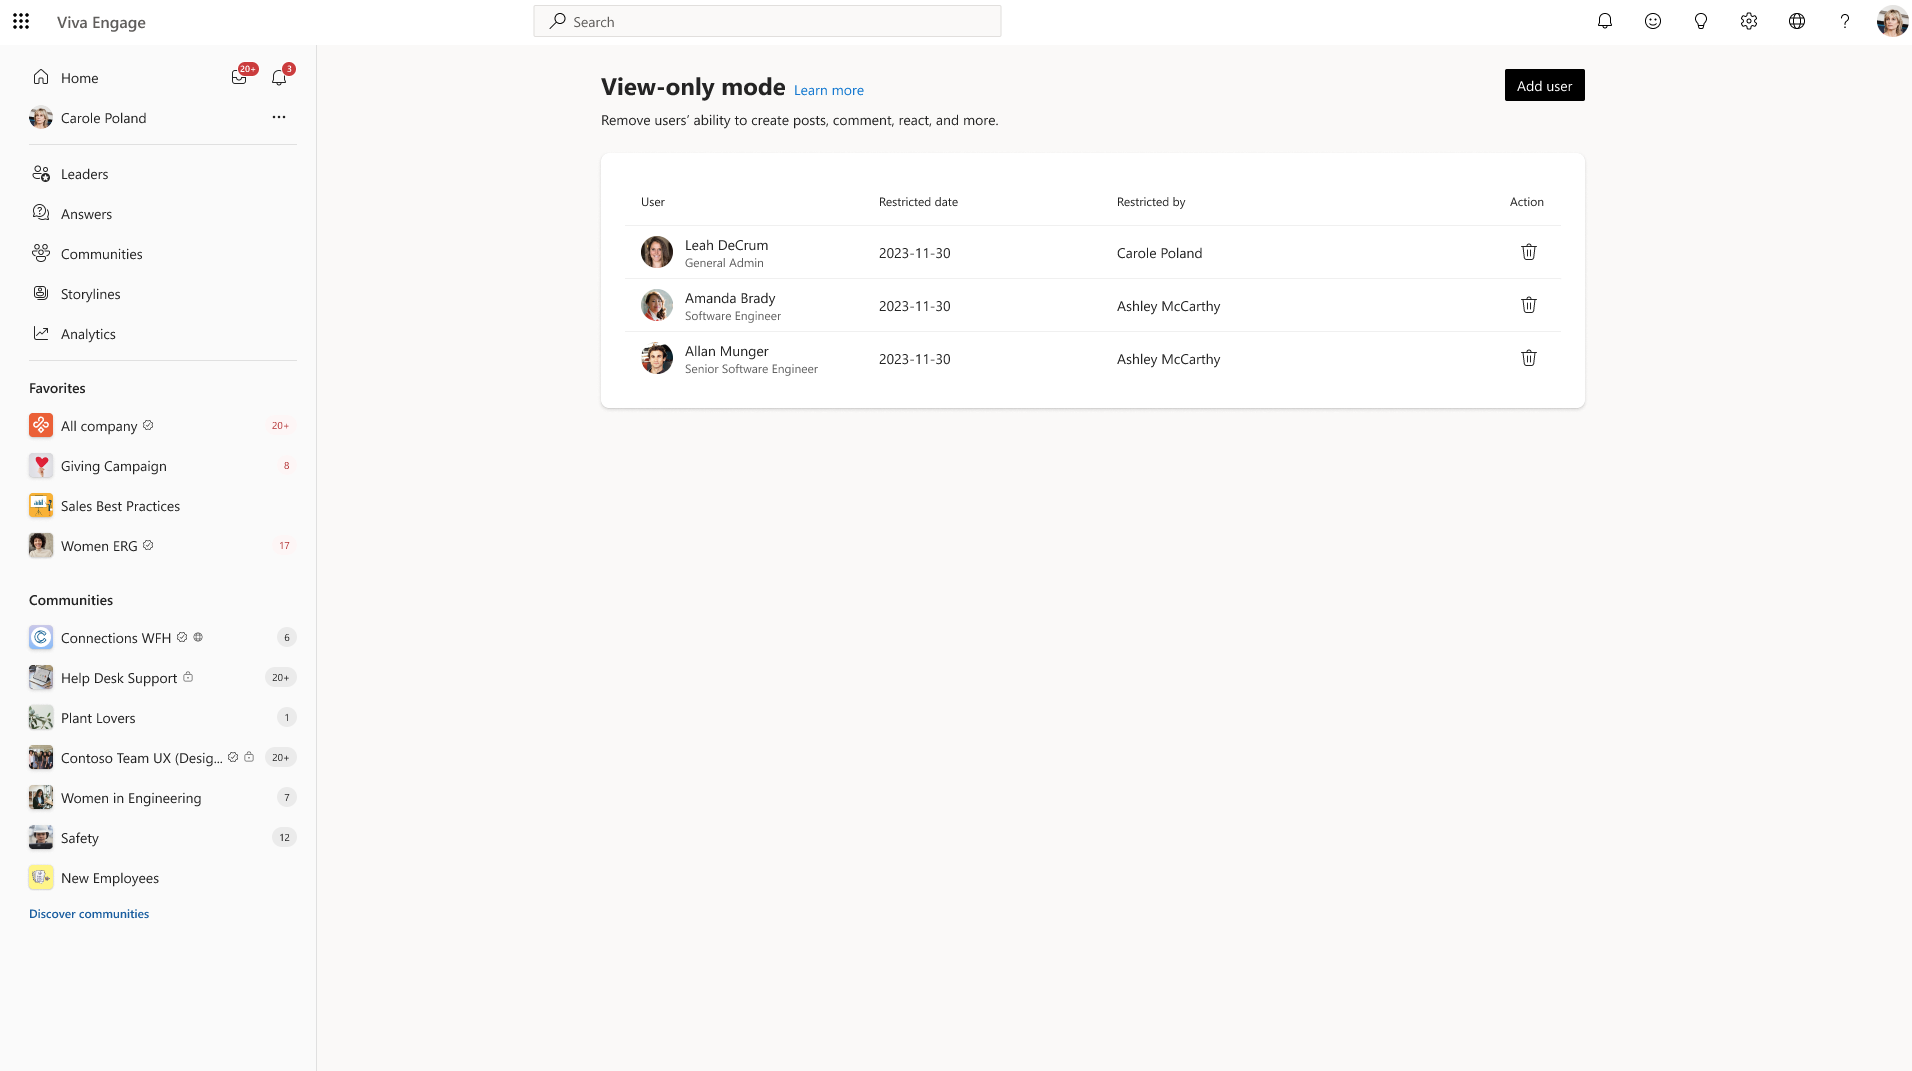 Viva Engage
Search
?
Home
20+
3
Carole Poland
Leaders
Answers
Communities
Storylines
Analytics
Favorites
All company
20+
Giving Campaign
8
Sales Best Practices
Women ERG
17
Communities
Connections WFH
6
Help Desk Support
20+
Plant Lovers
1
Contoso Team UX (Desig...
20+
Women in Engineering
7
Safety
12
New Employees
Discover communities
View-only mode Learn more
Add user
Remove users’ ability to create posts, comment, react, and more.
User Restricted date Restricted by Action
Leah DeCrum
General Admin
2023-11-30
Carole Poland
Amanda Brady
Software Engineer
2023-11-30
Ashley McCarthy
Allan Munger
Senior Software Engineer
2023-11-30
Ashley McCarthy